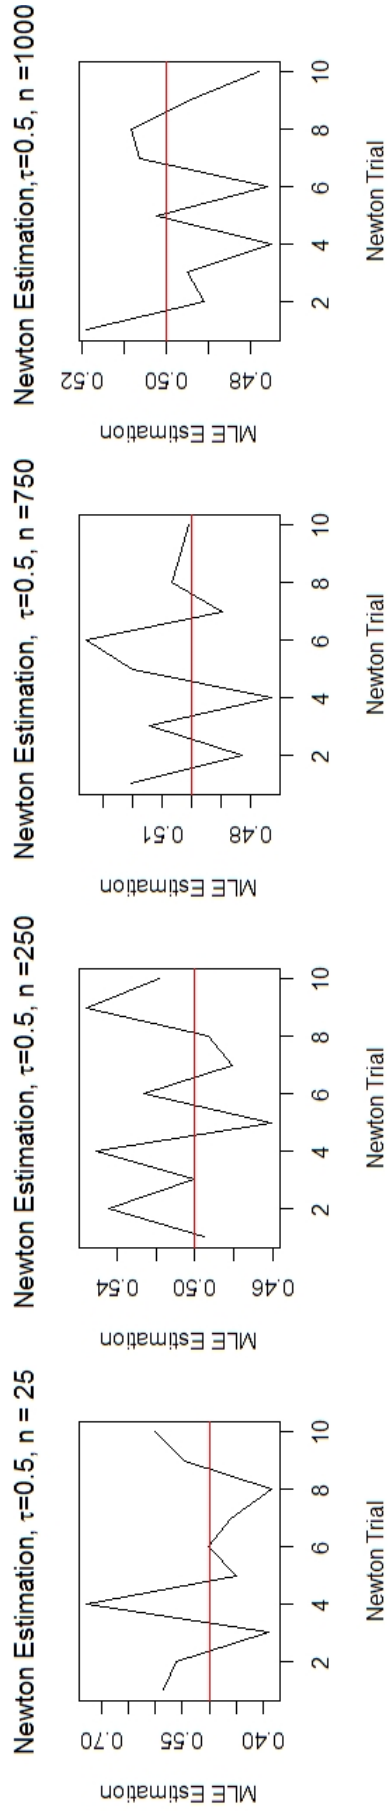 Newton Estimation, τ=0.5, n = 25
MLE Estimation
0.40 0.55 0.70
2 4 6 8 10
Newton Trial
Newton Estimation, τ=0.5, n =250
MLE Estimation
0.46 0.50 0.54
2 4 6 8 10
Newton Trial
Newton Estimation, τ=0.5, n =750
MLE Estimation
0.48 0.51
2 4 6 8 10
Newton Trial
Newton Estimation,τ=0.5, n =1000
MLE Estimation
0.48 0.50 0.52
2 4 6 8 10
Newton Trial